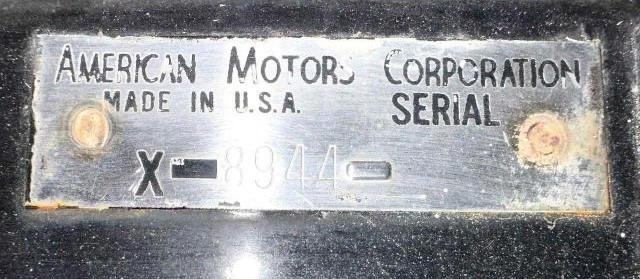 AMERICAN MOTORS CORPORATION
MADE IN U.S.A. SERIAL
X-8944-